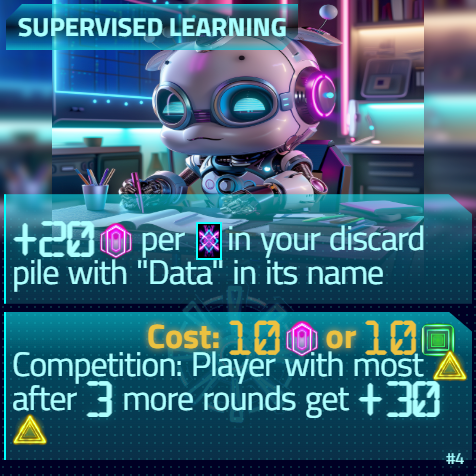 SUPERVISED LEARNING
+20 per in your discard
pile with "Data" in its name
Cost: 10 or 10
Competition: Player with most
after 3 more rounds get +30
#4